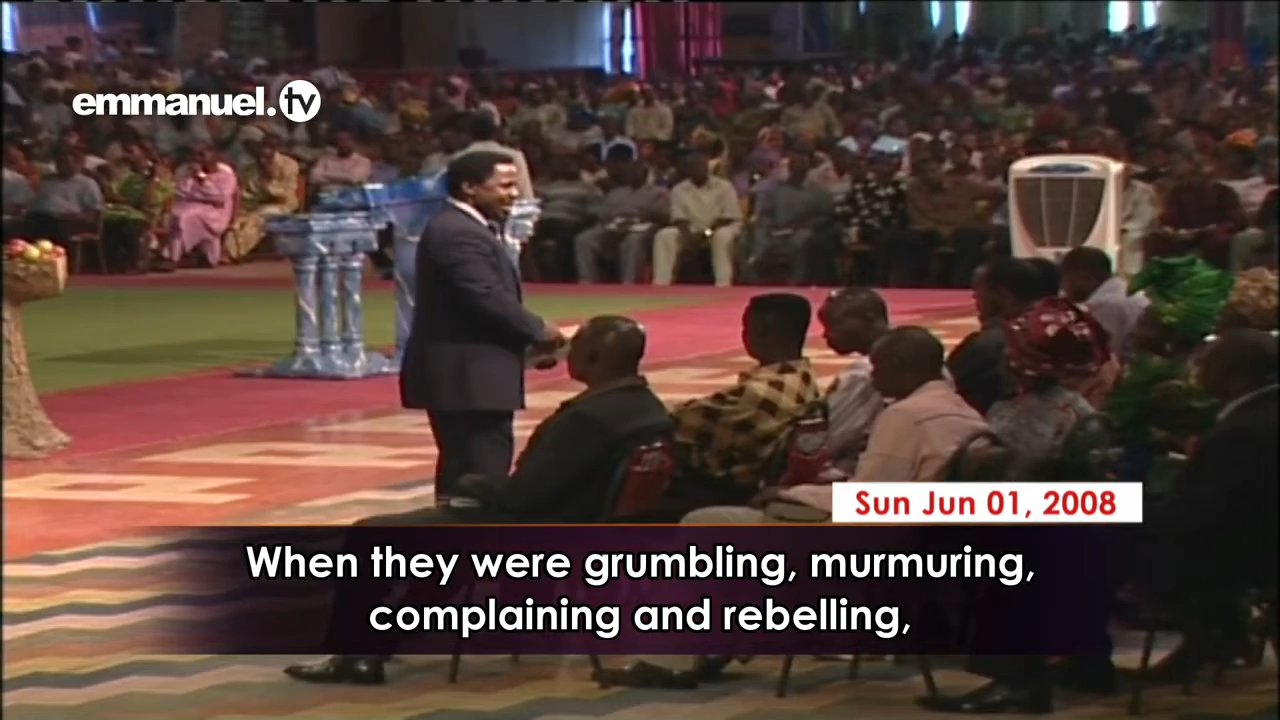 emmanuel.tv
Sun Jun 01, 2008
When they were grumbling, murmuring,
complaining and rebelling,